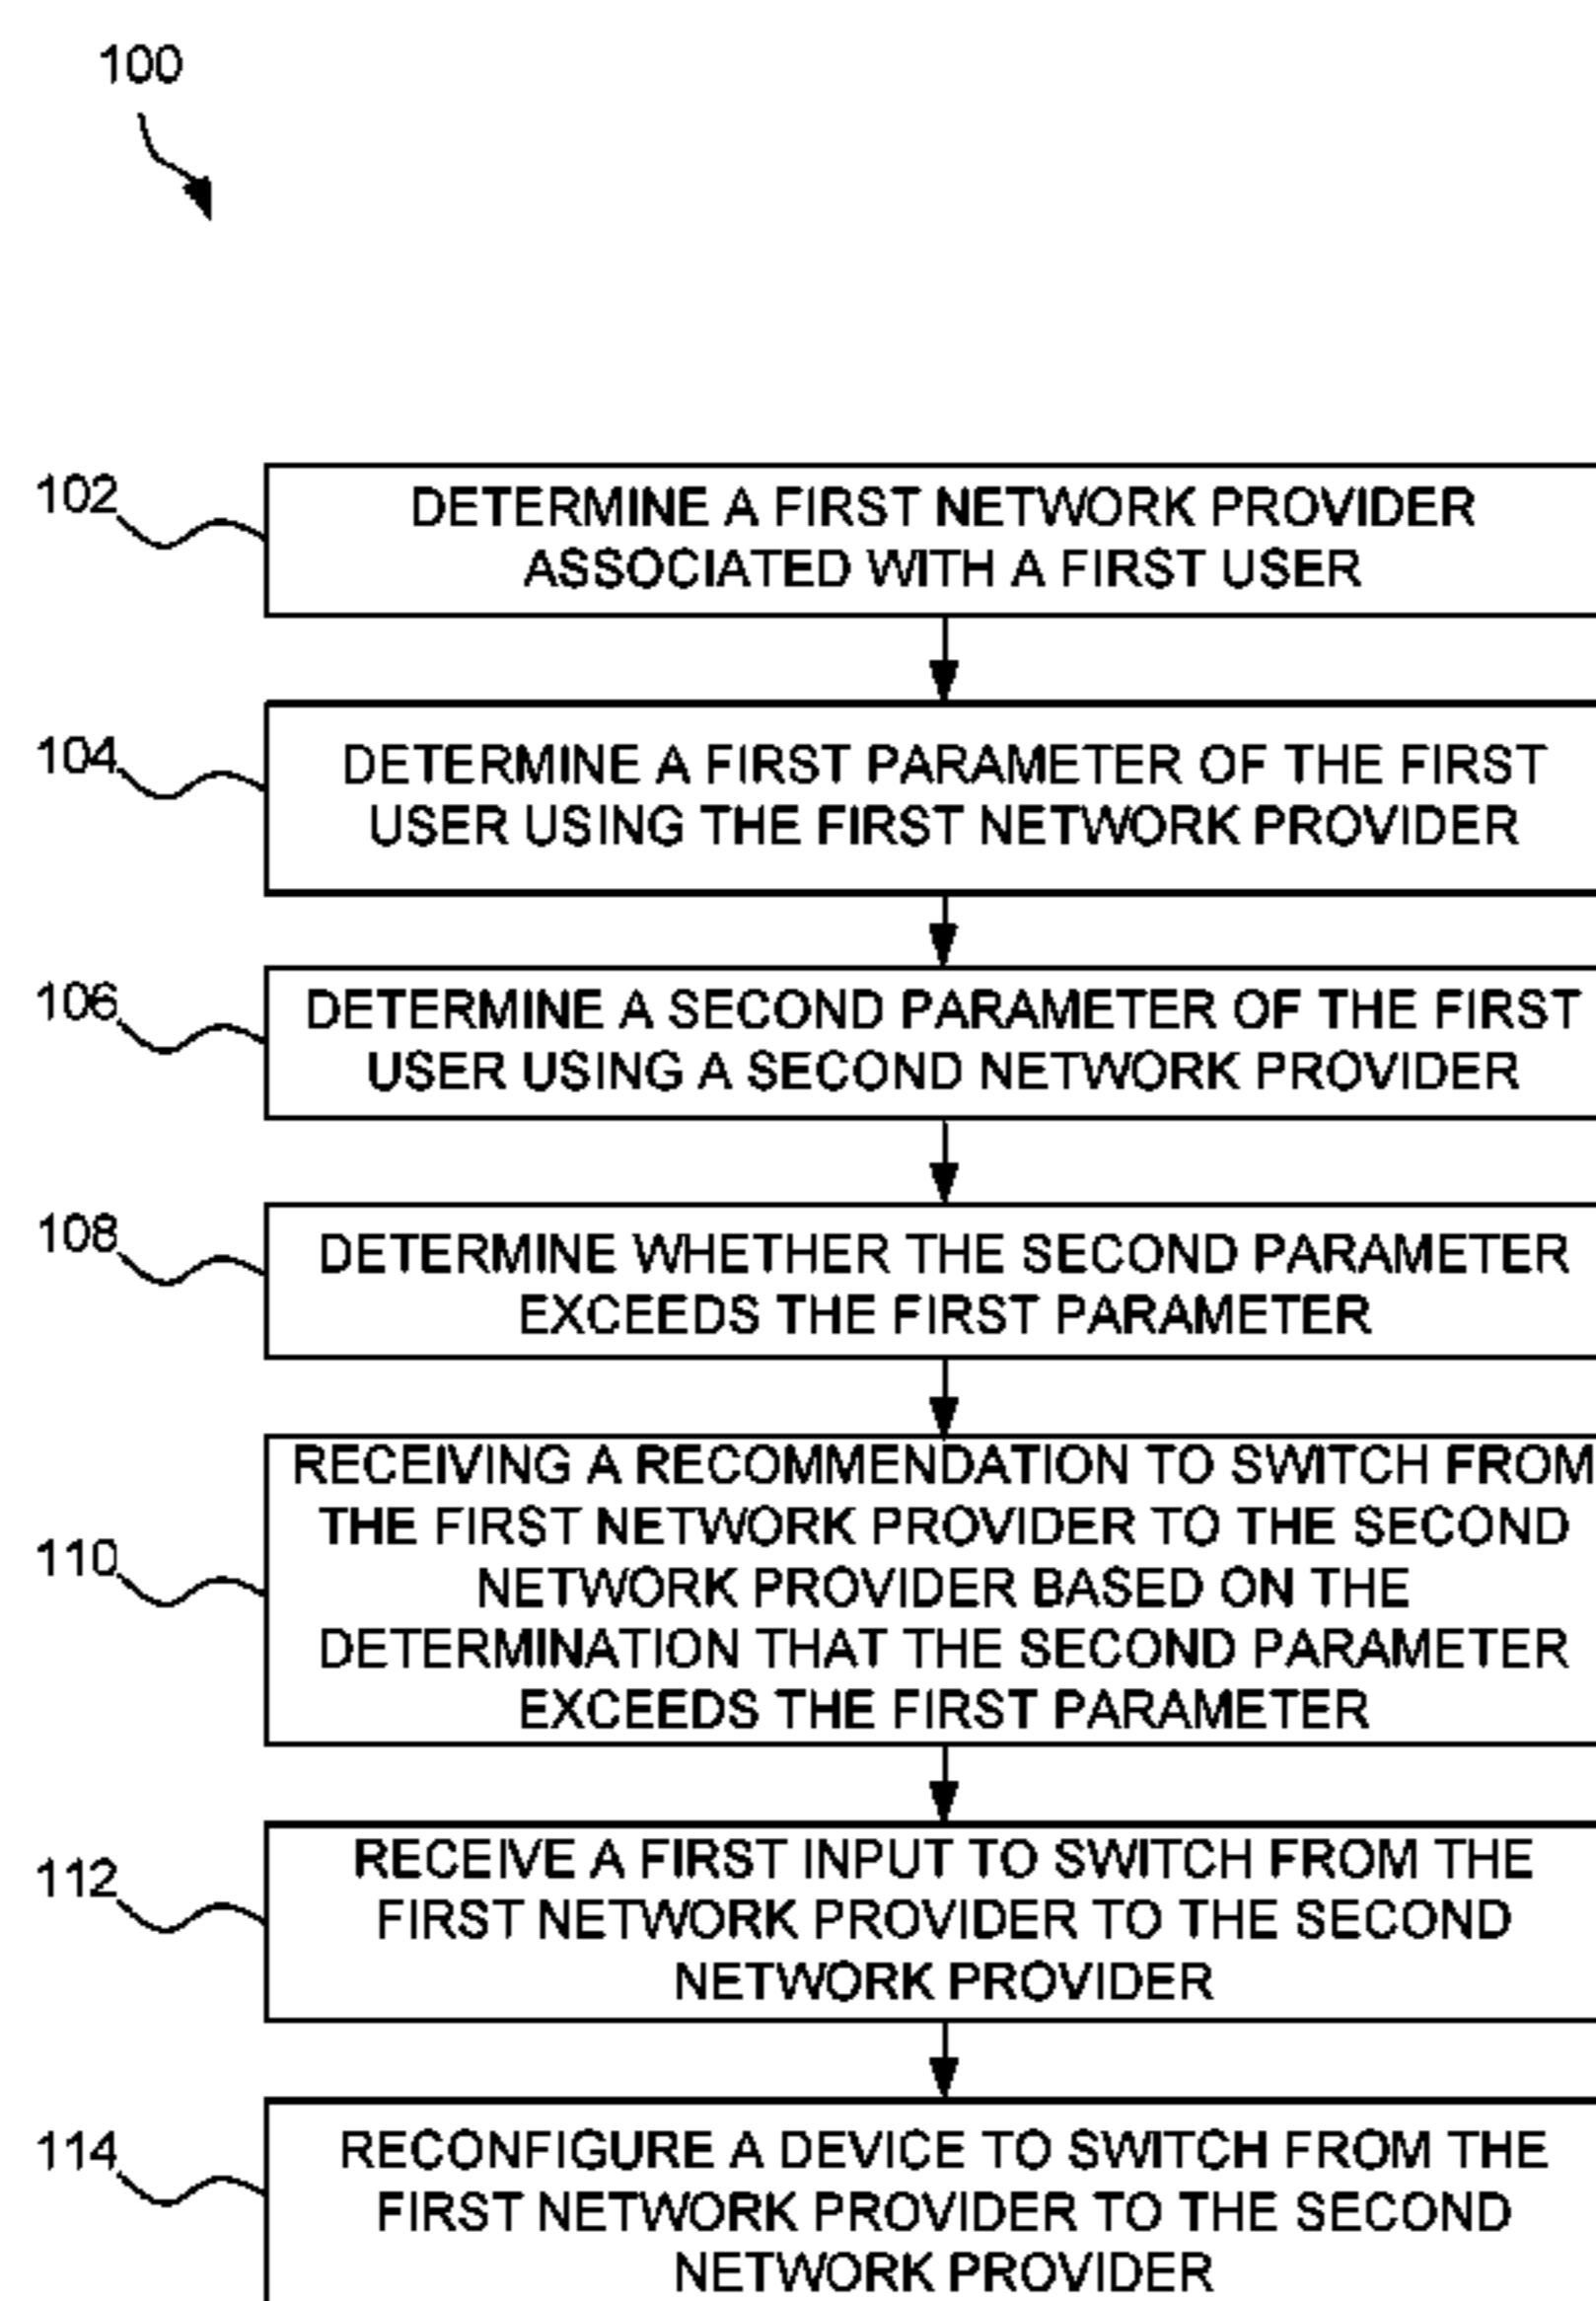 100
102
DETERMINE A FIRST NETWORK PROVIDER
ASSOCIATED WITH A FIRST USER
104
DETERMINE A FIRST PARAMETER OF THE FIRST
USER USING THE FIRST NETWORK PROVIDER
106
DETERMINE A SECOND PARAMETER OF THE FIRST
USER USING A SECOND NETWORK PROVIDER
108
DETERMINE WHETHER THE SECOND PARAMETER
EXCEEDS THE FIRST PARAMETER
110
RECEIVING A RECOMMENDATION TO SWITCH FROM
THE FIRST NETWORK PROVIDER TO THE SECOND
NETWORK PROVIDER BASED ON THE
DETERMINATION THAT THE SECOND PARAMETER
EXCEEDS THE FIRST PARAMETER
112
RECEIVE A FIRST INPUT TO SWITCH FROM THE
FIRST NETWORK PROVIDER TO THE SECOND
NETWORK PROVIDER
114
RECONFIGURE A DEVICE TO SWITCH FROM THE
FIRST NETWORK PROVIDER TO THE SECOND
NETWORK PROVIDER